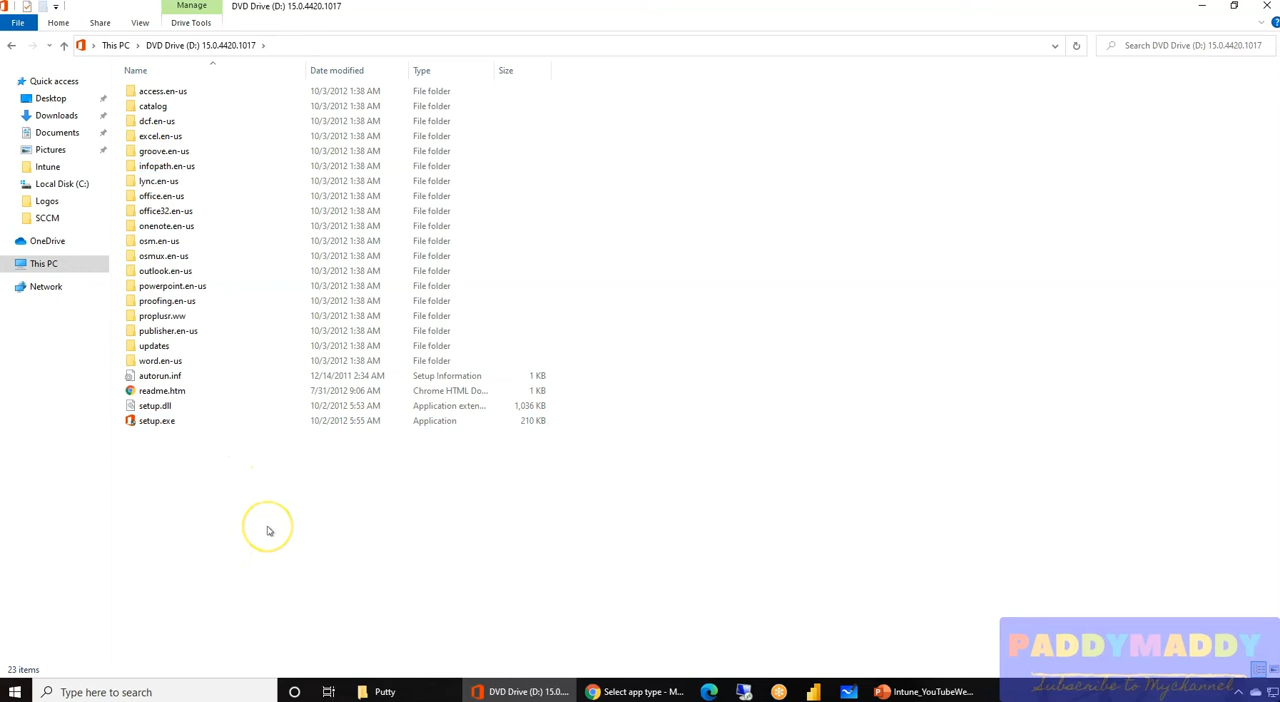 Manage
DVD Drive (D:) 15.0.4420.1017
File Home Share View Drive Tools
This PC DVD Drive (D:) 15.0.4420.1017
Search DVD Drive (D:) 15.0.4420.1017
Name Date modified Type Size
Quick access
Desktop
Downloads
Documents
Pictures
Intune
Local Disk (C:)
Logos
SCCM
OneDrive
This PC
Network
access.en-us 10/3/2012 1:38 AM File folder
catalog 10/3/2012 1:38 AM File folder
dcf.en-us 10/3/2012 1:38 AM File folder
excel.en-us 10/3/2012 1:38 AM File folder
groove.en-us 10/3/2012 1:38 AM File folder
infopath.en-us 10/3/2012 1:38 AM File folder
lync.en-us 10/3/2012 1:38 AM File folder
office.en-us 10/3/2012 1:38 AM File folder
office32.en-us 10/3/2012 1:38 AM File folder
onenote.en-us 10/3/2012 1:38 AM File folder
osm.en-us 10/3/2012 1:38 AM File folder
osmux.en-us 10/3/2012 1:38 AM File folder
outlook.en-us 10/3/2012 1:38 AM File folder
powerpoint.en-us 10/3/2012 1:38 AM File folder
proofing.en-us 10/3/2012 1:38 AM File folder
proplusr.ww 10/3/2012 1:38 AM File folder
publisher.en-us 10/3/2012 1:38 AM File folder
updates 10/3/2012 1:38 AM File folder
word.en-us 10/3/2012 1:38 AM File folder
autorun.inf 12/14/2011 2:34 AM Setup Information 1 KB
readme.htm 7/31/2012 9:06 AM Chrome HTML Do... 1 KB
setup.dll 10/2/2012 5:53 AM Application exten... 1,036 KB
setup.exe 10/2/2012 5:55 AM Application 210 KB
PADDYMADDY
Subscribe to Mychannel
23 items
Type here to search
Putty
DVD Drive (D:) 15.0....
Select app type - M...
Intune_YouTubeWe...